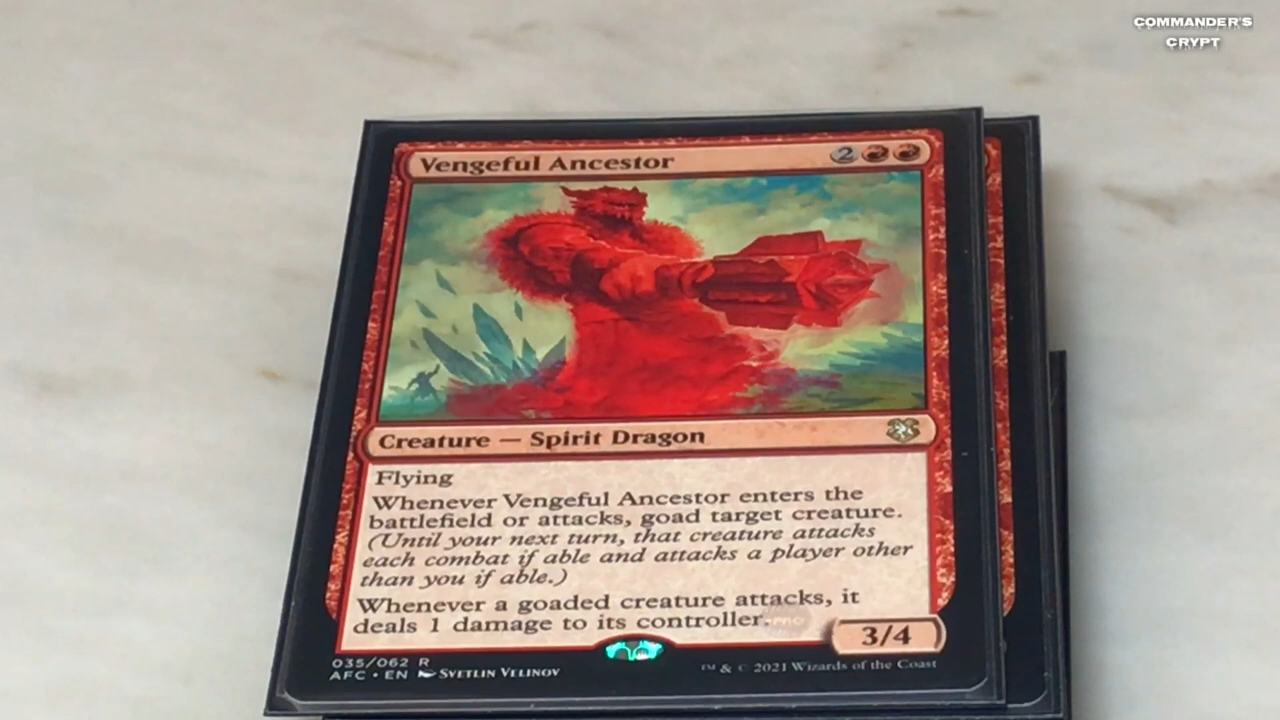 COMMANDER'S
CRYPT
Vengeful Ancestor 2
Creature — Spirit Dragon
Flying
Whenever Vengeful Ancestor enters the
battlefield or attacks, goad target creature.
(Until your next turn, that creature attacks
each combat if able and attacks a player other
than you if able.)
Whenever a goaded creature attacks, it
deals 1 damage to its controller.
3/4
035/062 R
AFC • EN Svetlin Velinov
™ & © 2021 Wizards of the Coast